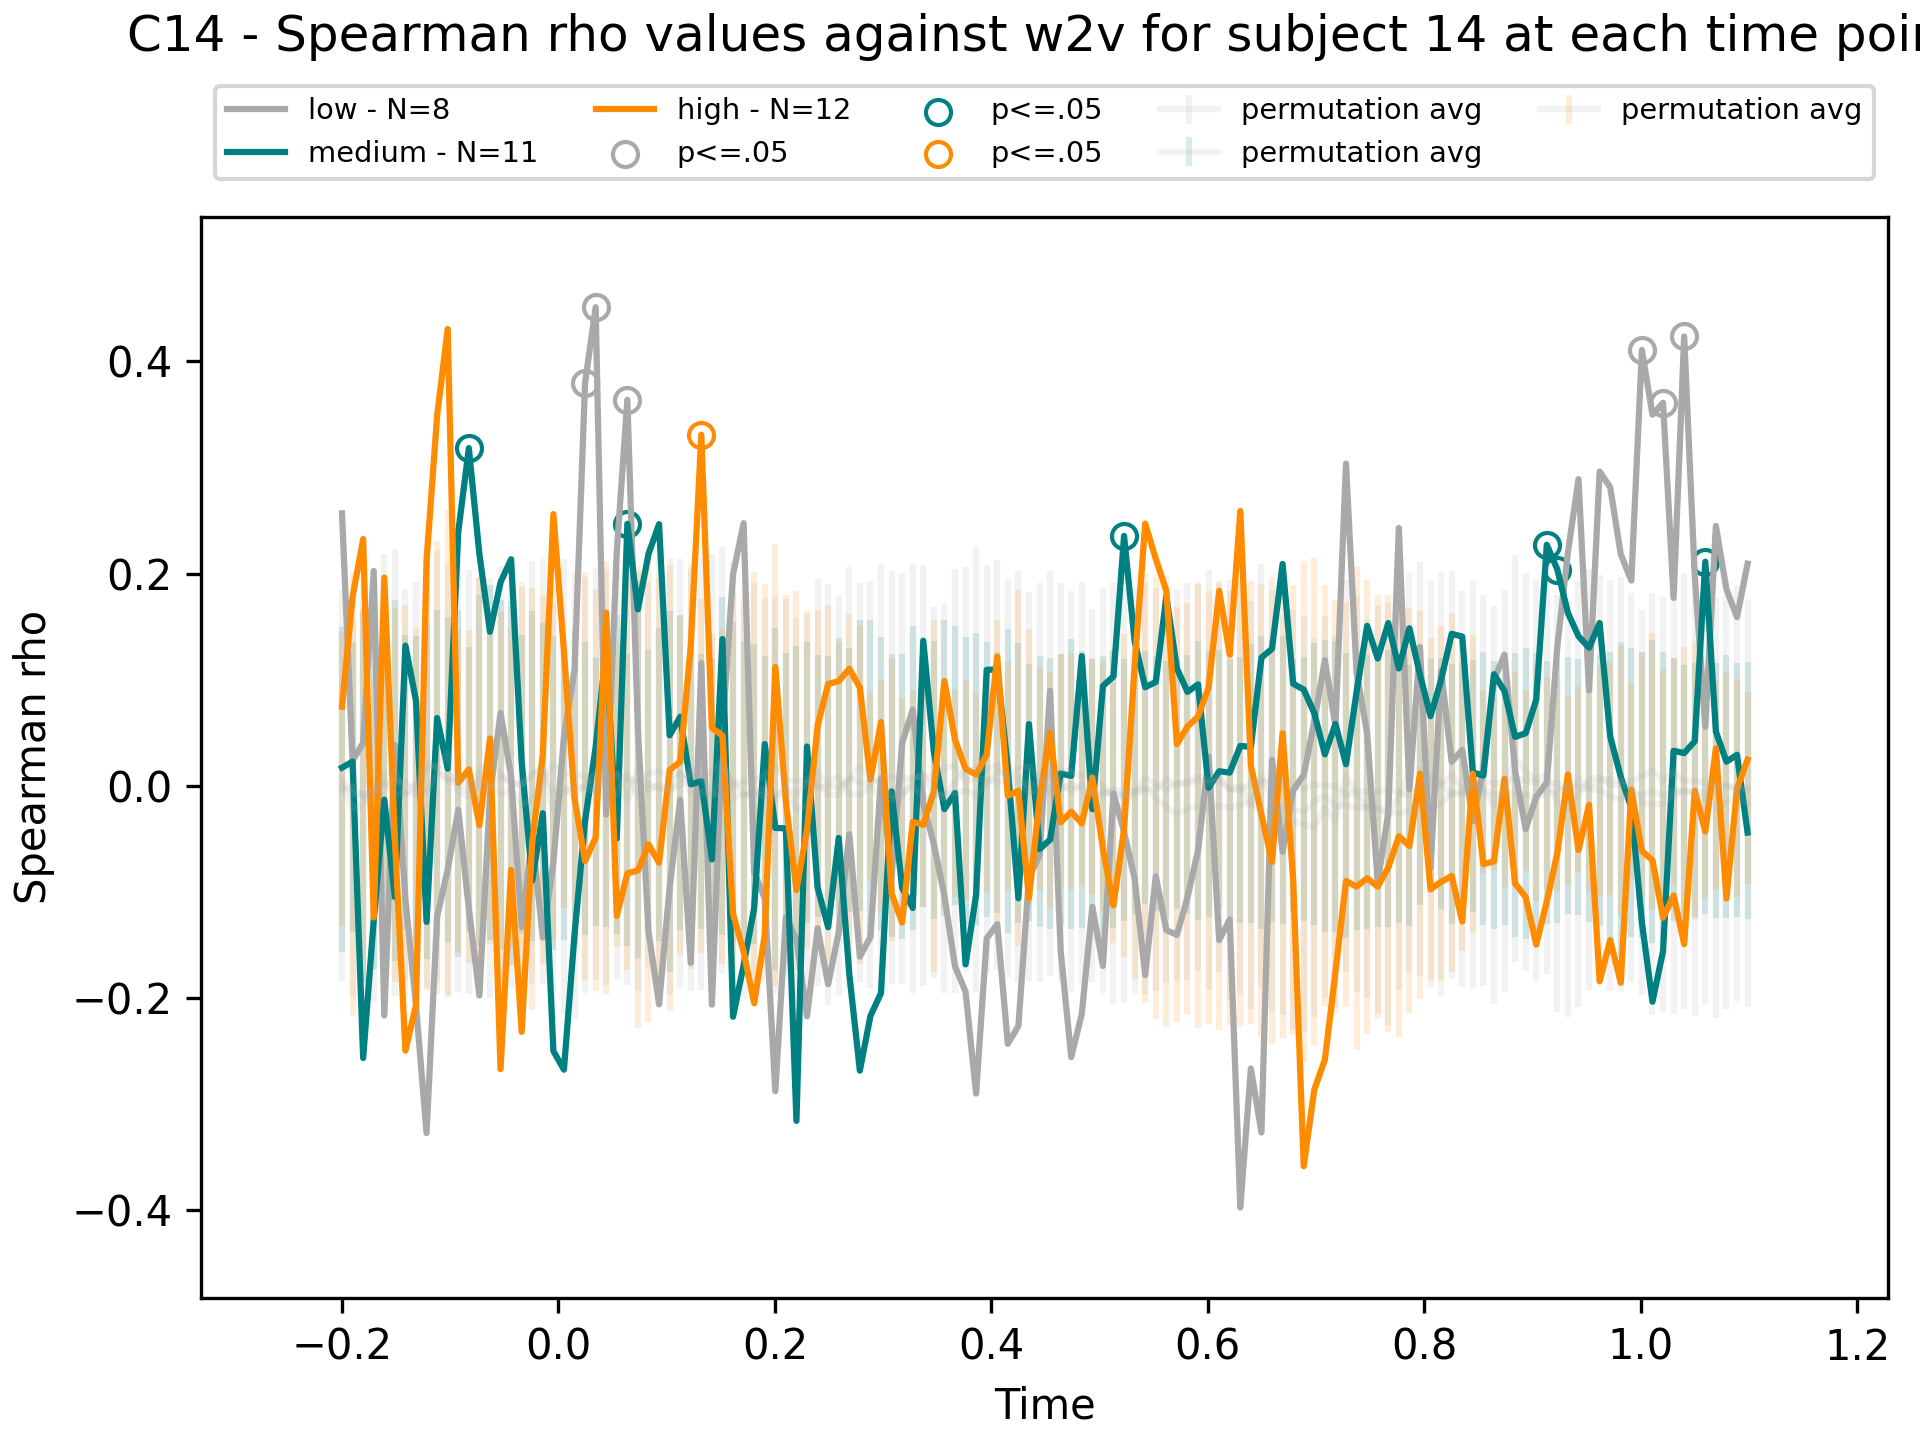 C14 - Spearman rho values against w2v for subject 14 at each time poi
low - N=8
medium - N=11
high - N=12
p<=.05
p<=.05
p<=.05
permutation avg
permutation avg
permutation avg
Spearman rho
0.4
0.2
0.0
−0.2
−0.4
−0.2 0.0 0.2 0.4 0.6 0.8 1.0 1.2
Time